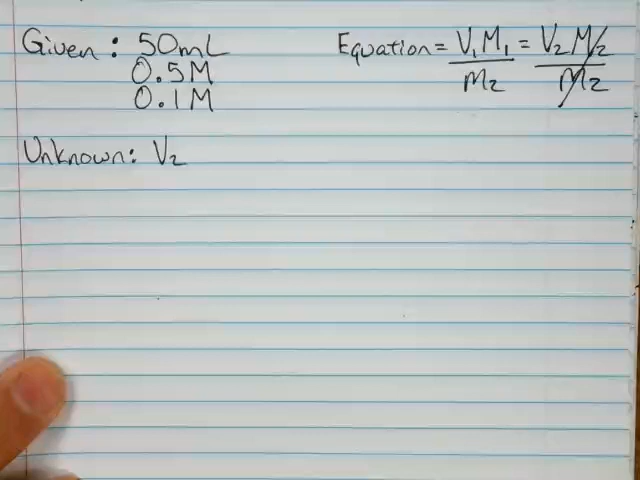 Given: 50mL
0.5M
0.1M
Equation = V₁M₁ = V₂M₂
M₂ M₂
Unknown: V₂